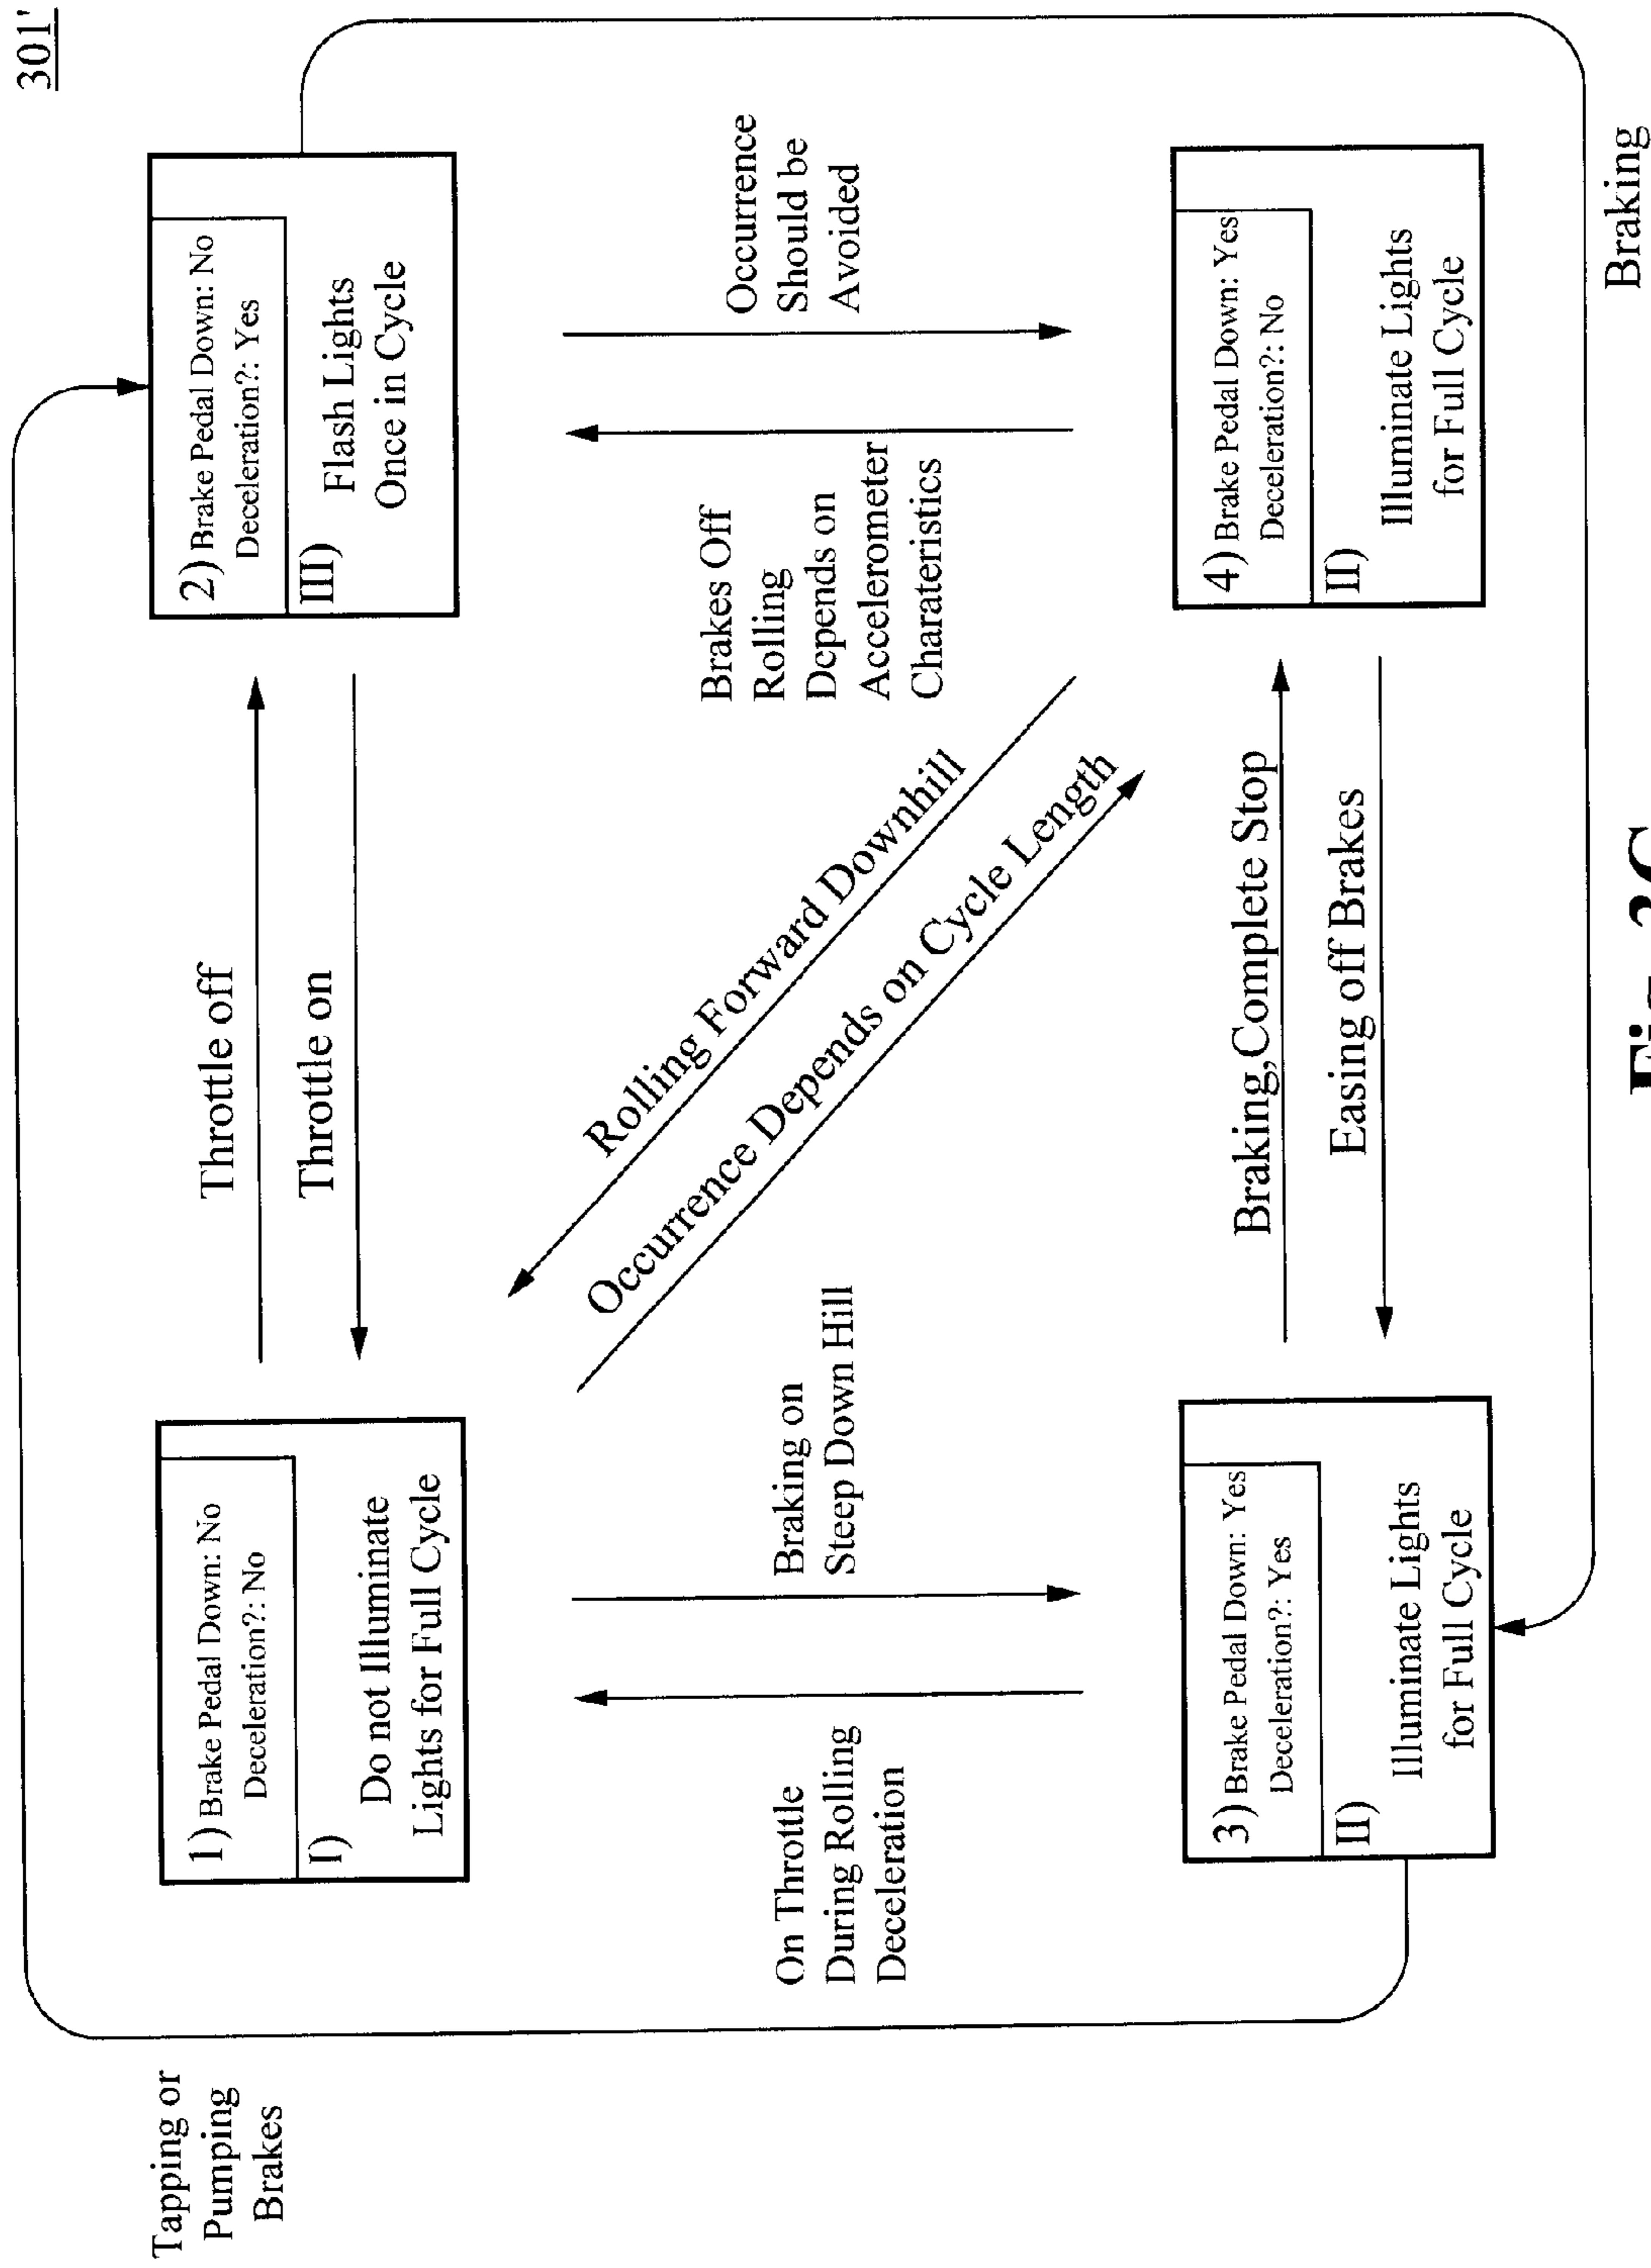 301'
Tapping or
Pumping
Brakes
1) Brake Pedal Down: No
Deceleration?: No
I)
Do not Illuminate
Lights for Full Cycle
Throttle off
Throttle on
2) Brake Pedal Down: No
Deceleration?: Yes
III)
Flash Lights
Once in Cycle
On Throttle
During Rolling
Deceleration
Braking on
Steep Down Hill
Rolling Forward Downhill
Occurrence Depends on Cycle Length
Brakes Off
Rolling
Depends on
Accelerometer
Charateristics
Occurrence
Should be
Avoided
3) Brake Pedal Down: Yes
Deceleration?: Yes
II)
Illuminate Lights
for Full Cycle
Braking,Complete Stop
Easing off Brakes
4) Brake Pedal Down: Yes
Deceleration?: No
II)
Illuminate Lights
for Full Cycle
Braking